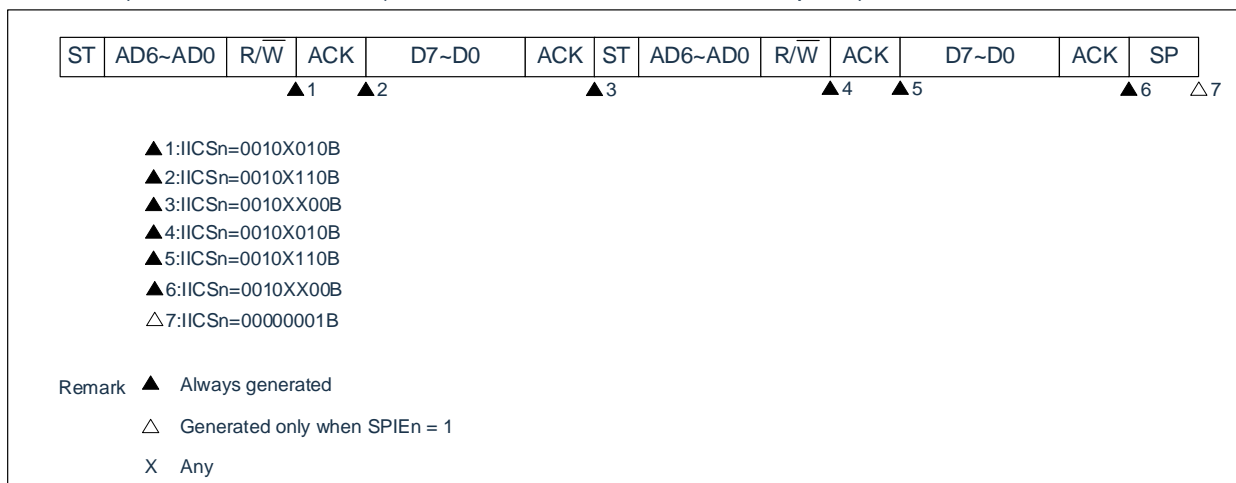 ST AD6~AD0 R/W̅ ACK D7~D0 ACK ST AD6~AD0 R/W̅ ACK D7~D0 ACK SP
▲1 ▲2 ▲3 ▲4 ▲5 ▲6 △7
▲1:IICSn=0010X010B
▲2:IICSn=0010X110B
▲3:IICSn=0010XX00B
▲4:IICSn=0010X010B
▲5:IICSn=0010X110B
▲6:IICSn=0010XX00B
△7:IICSn=00000001B
Remark ▲ Always generated
△ Generated only when SPIEn = 1
X Any